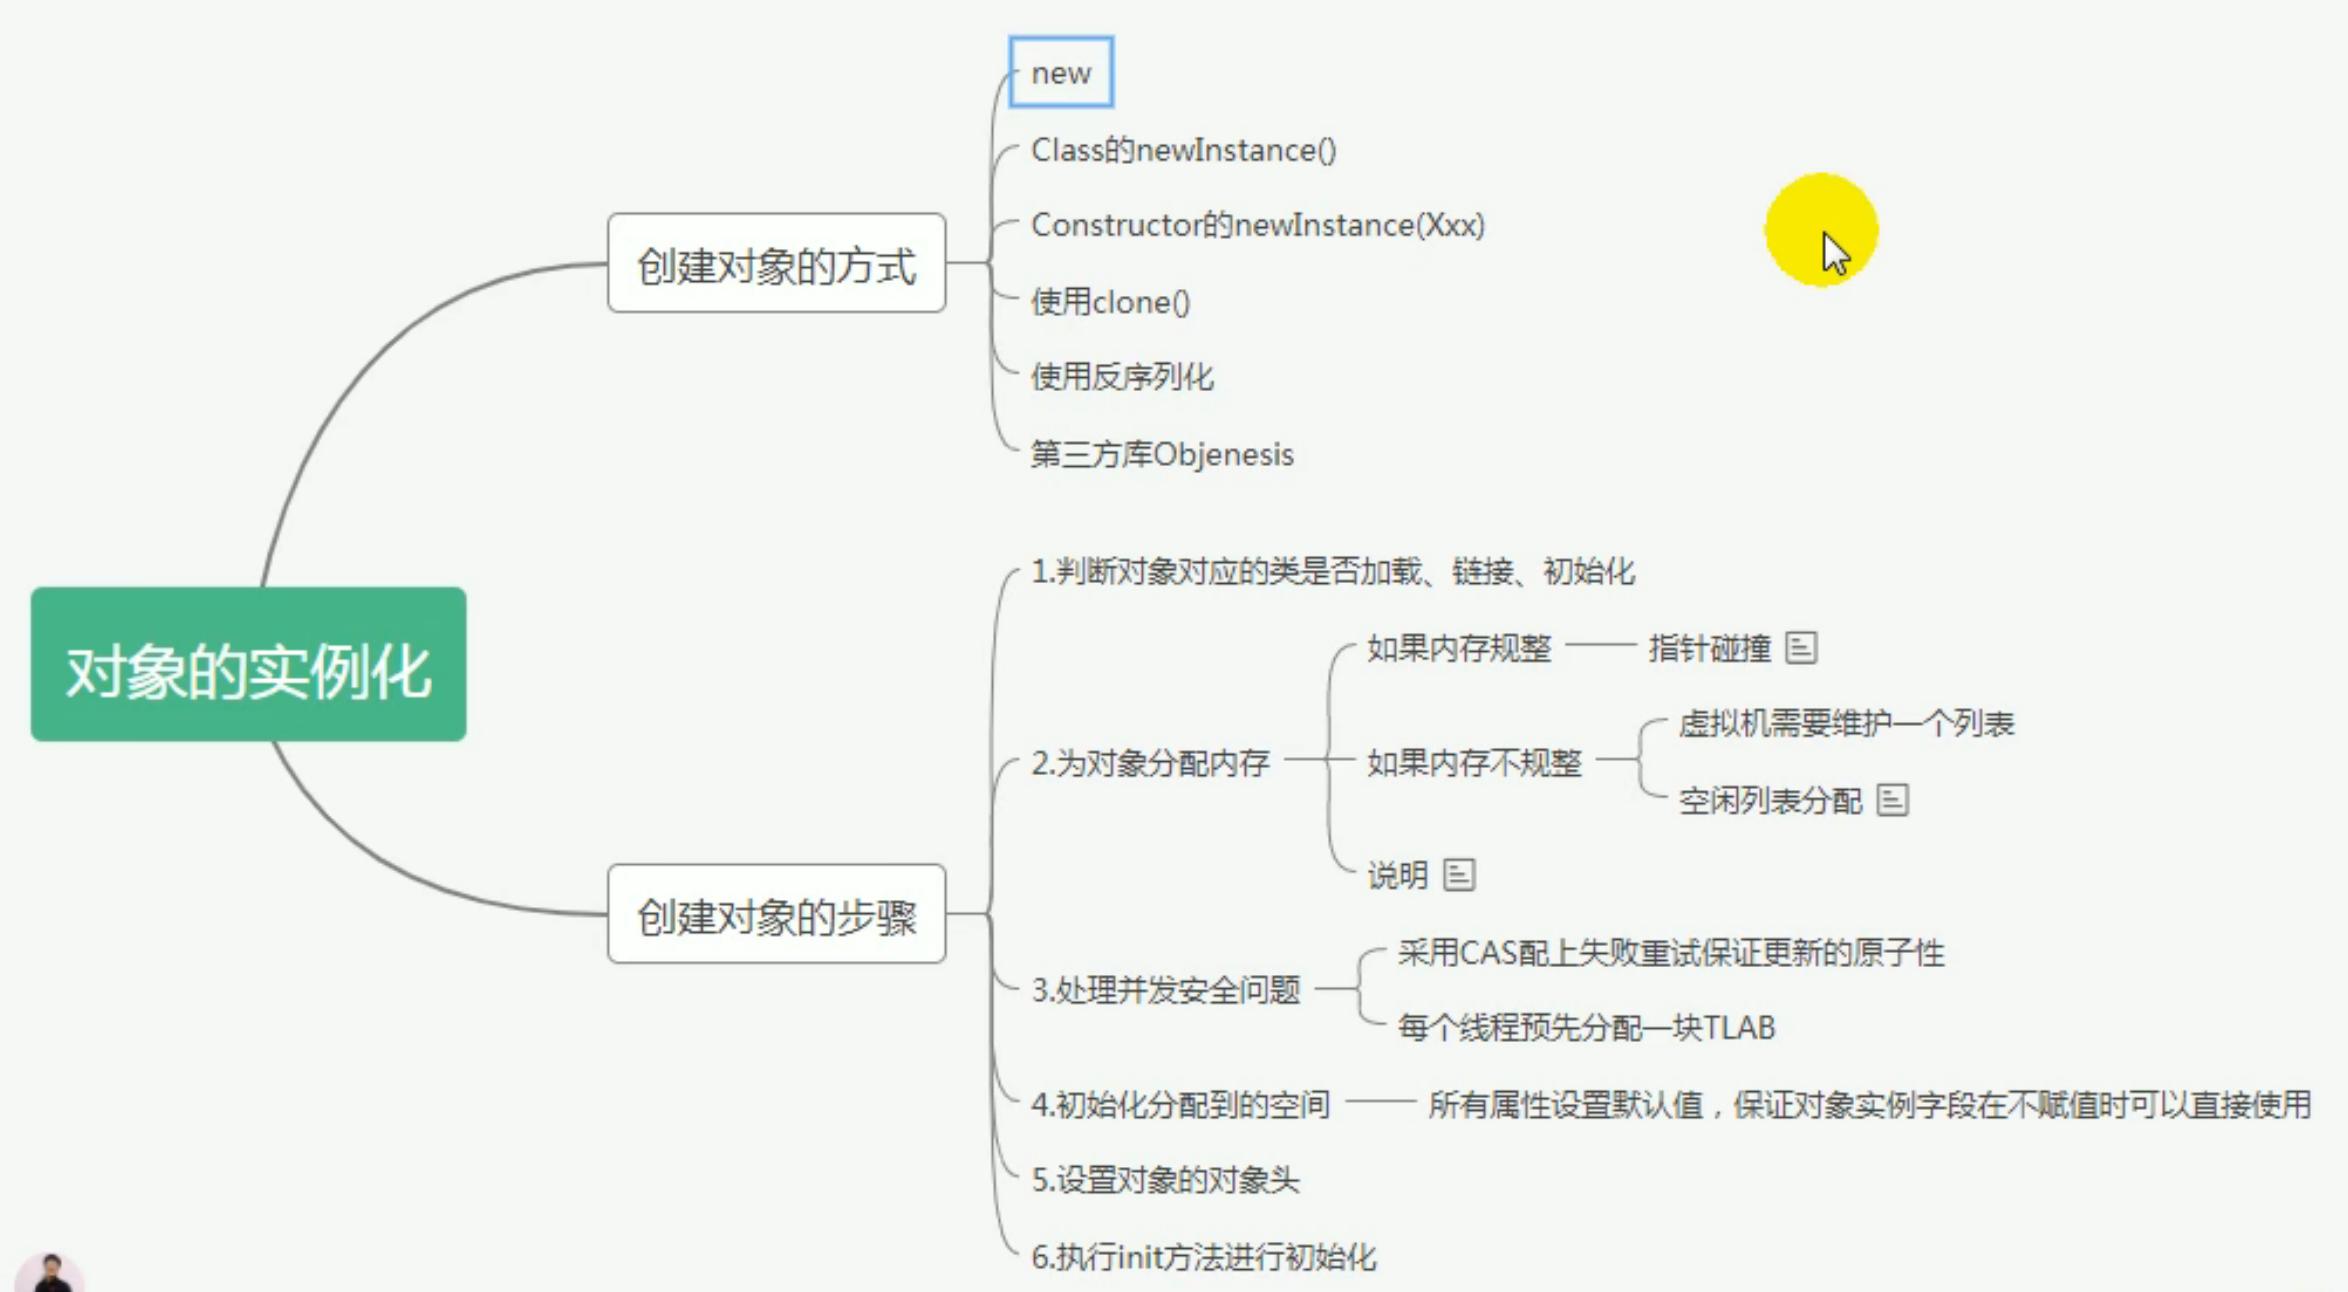 对象的实例化
创建对象的方式
new
Class的newInstance()
Constructor的newInstance(Xxx)
使用clone()
使用反序列化
第三方库Objenesis
创建对象的步骤
1.判断对象对应的类是否加载、链接、初始化
2.为对象分配内存
如果内存规整
指针碰撞
如果内存不规整
虚拟机需要维护一个列表
空闲列表分配
说明
3.处理并发安全问题
采用CAS配上失败重试保证更新的原子性
每个线程预先分配一块TLAB
4.初始化分配到的空间
所有属性设置默认值，保证对象实例字段在不赋值时可以直接使用
5.设置对象的对象头
6.执行init方法进行初始化